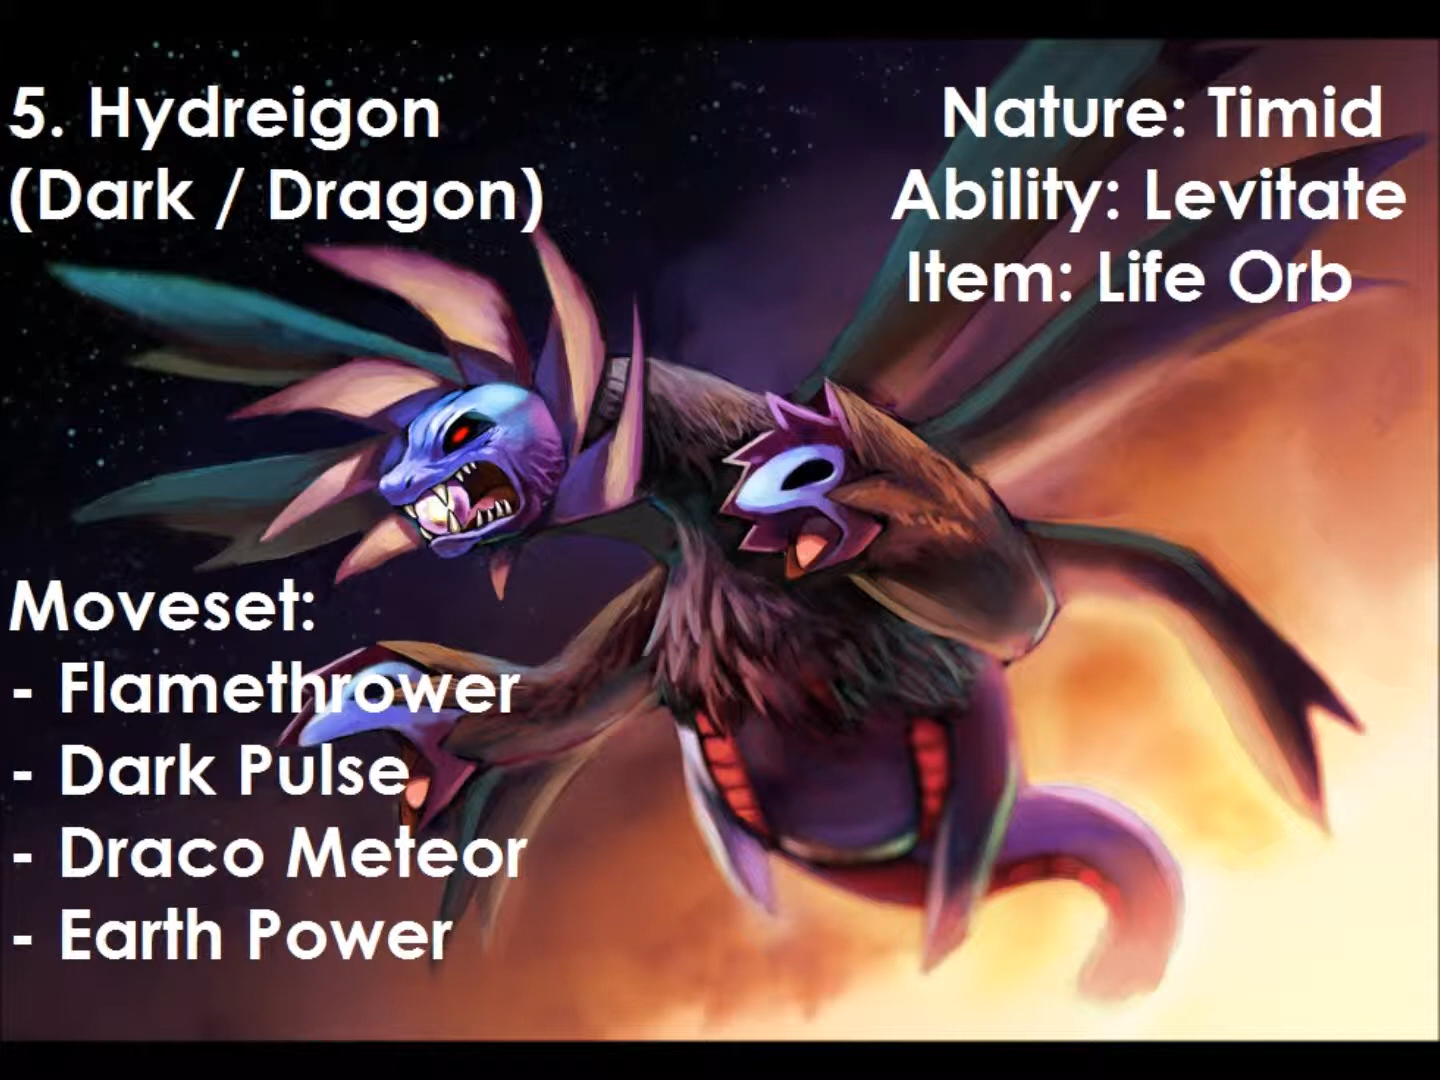 5. Hydreigon
(Dark / Dragon)
Nature: Timid
Ability: Levitate
Item: Life Orb
Moveset:
- Flamethrower
- Dark Pulse
- Draco Meteor
- Earth Power